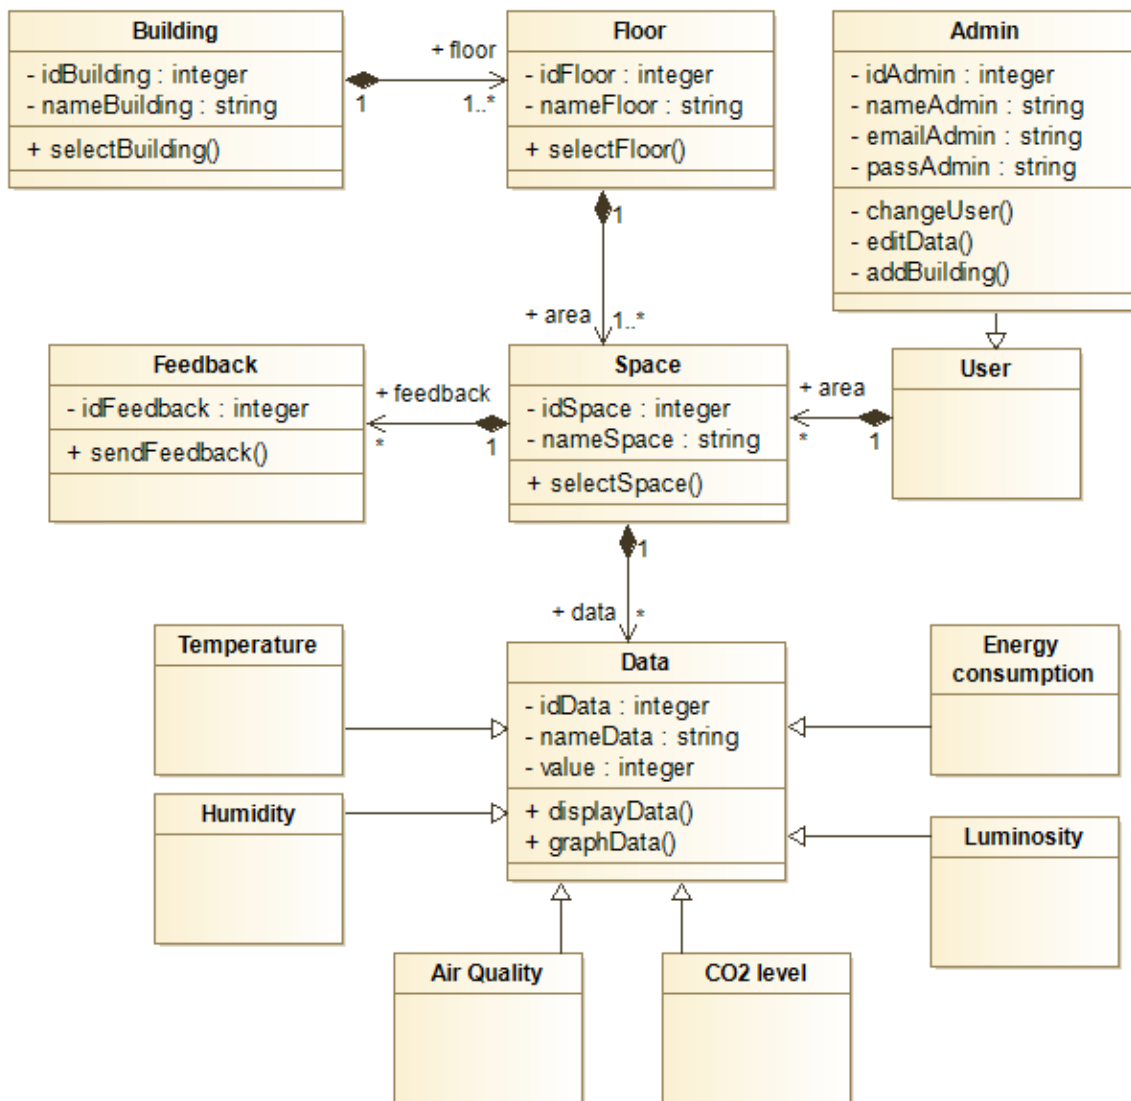 Building
- idBuilding : integer
- nameBuilding : string
+ selectBuilding()
+ floor
1
1..*
Floor
- idFloor : integer
- nameFloor : string
+ selectFloor()
Admin
- idAdmin : integer
- nameAdmin : string
- emailAdmin : string
- passAdmin : string
- changeUser()
- editData()
- addBuilding()
1
+ area
1..*
Feedback
- idFeedback : integer
+ sendFeedback()
+ feedback
*
1
Space
- idSpace : integer
- nameSpace : string
+ selectSpace()
+ area
*
1
User
1
+ data
*
Temperature
Data
- idData : integer
- nameData : string
- value : integer
+ displayData()
+ graphData()
Energy
consumption
Humidity
Luminosity
Air Quality
CO2 level